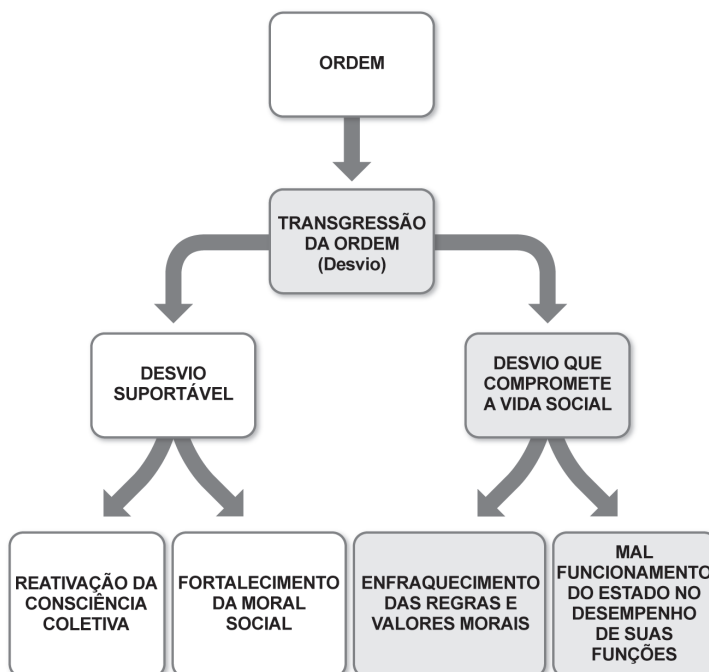 ORDEM
TRANSGRESSÃO
DA ORDEM
(Desvio)
DESVIO
SUPORTÁVEL
DESVIO QUE
COMPROMETE
A VIDA SOCIAL
REATIVAÇÃO DA
CONSCIÊNCIA
COLETIVA
FORTALECIMENTO
DA MORAL
SOCIAL
ENFRAQUECIMENTO
DAS REGRAS E
VALORES MORAIS
MAL
FUNCIONAMENTO
DO ESTADO NO
DESEMPENHO
DE SUAS
FUNÇÕES